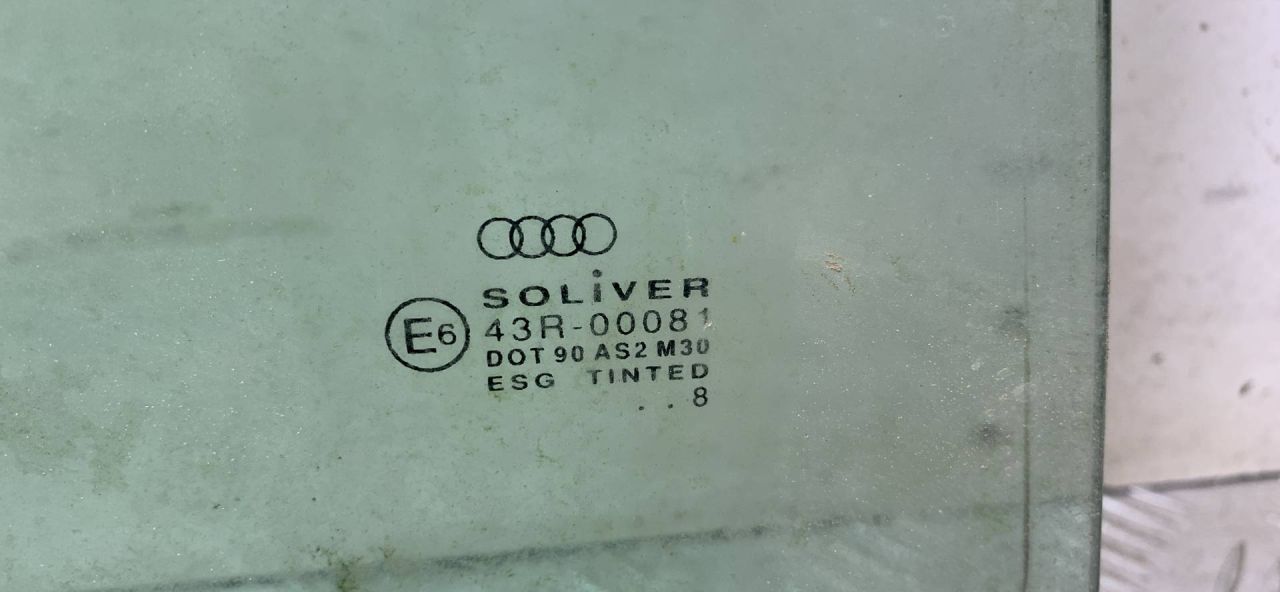 SOLiVER
E6
43R-00081
DOT 90 AS2 M30
ESG TINTED
. . 8